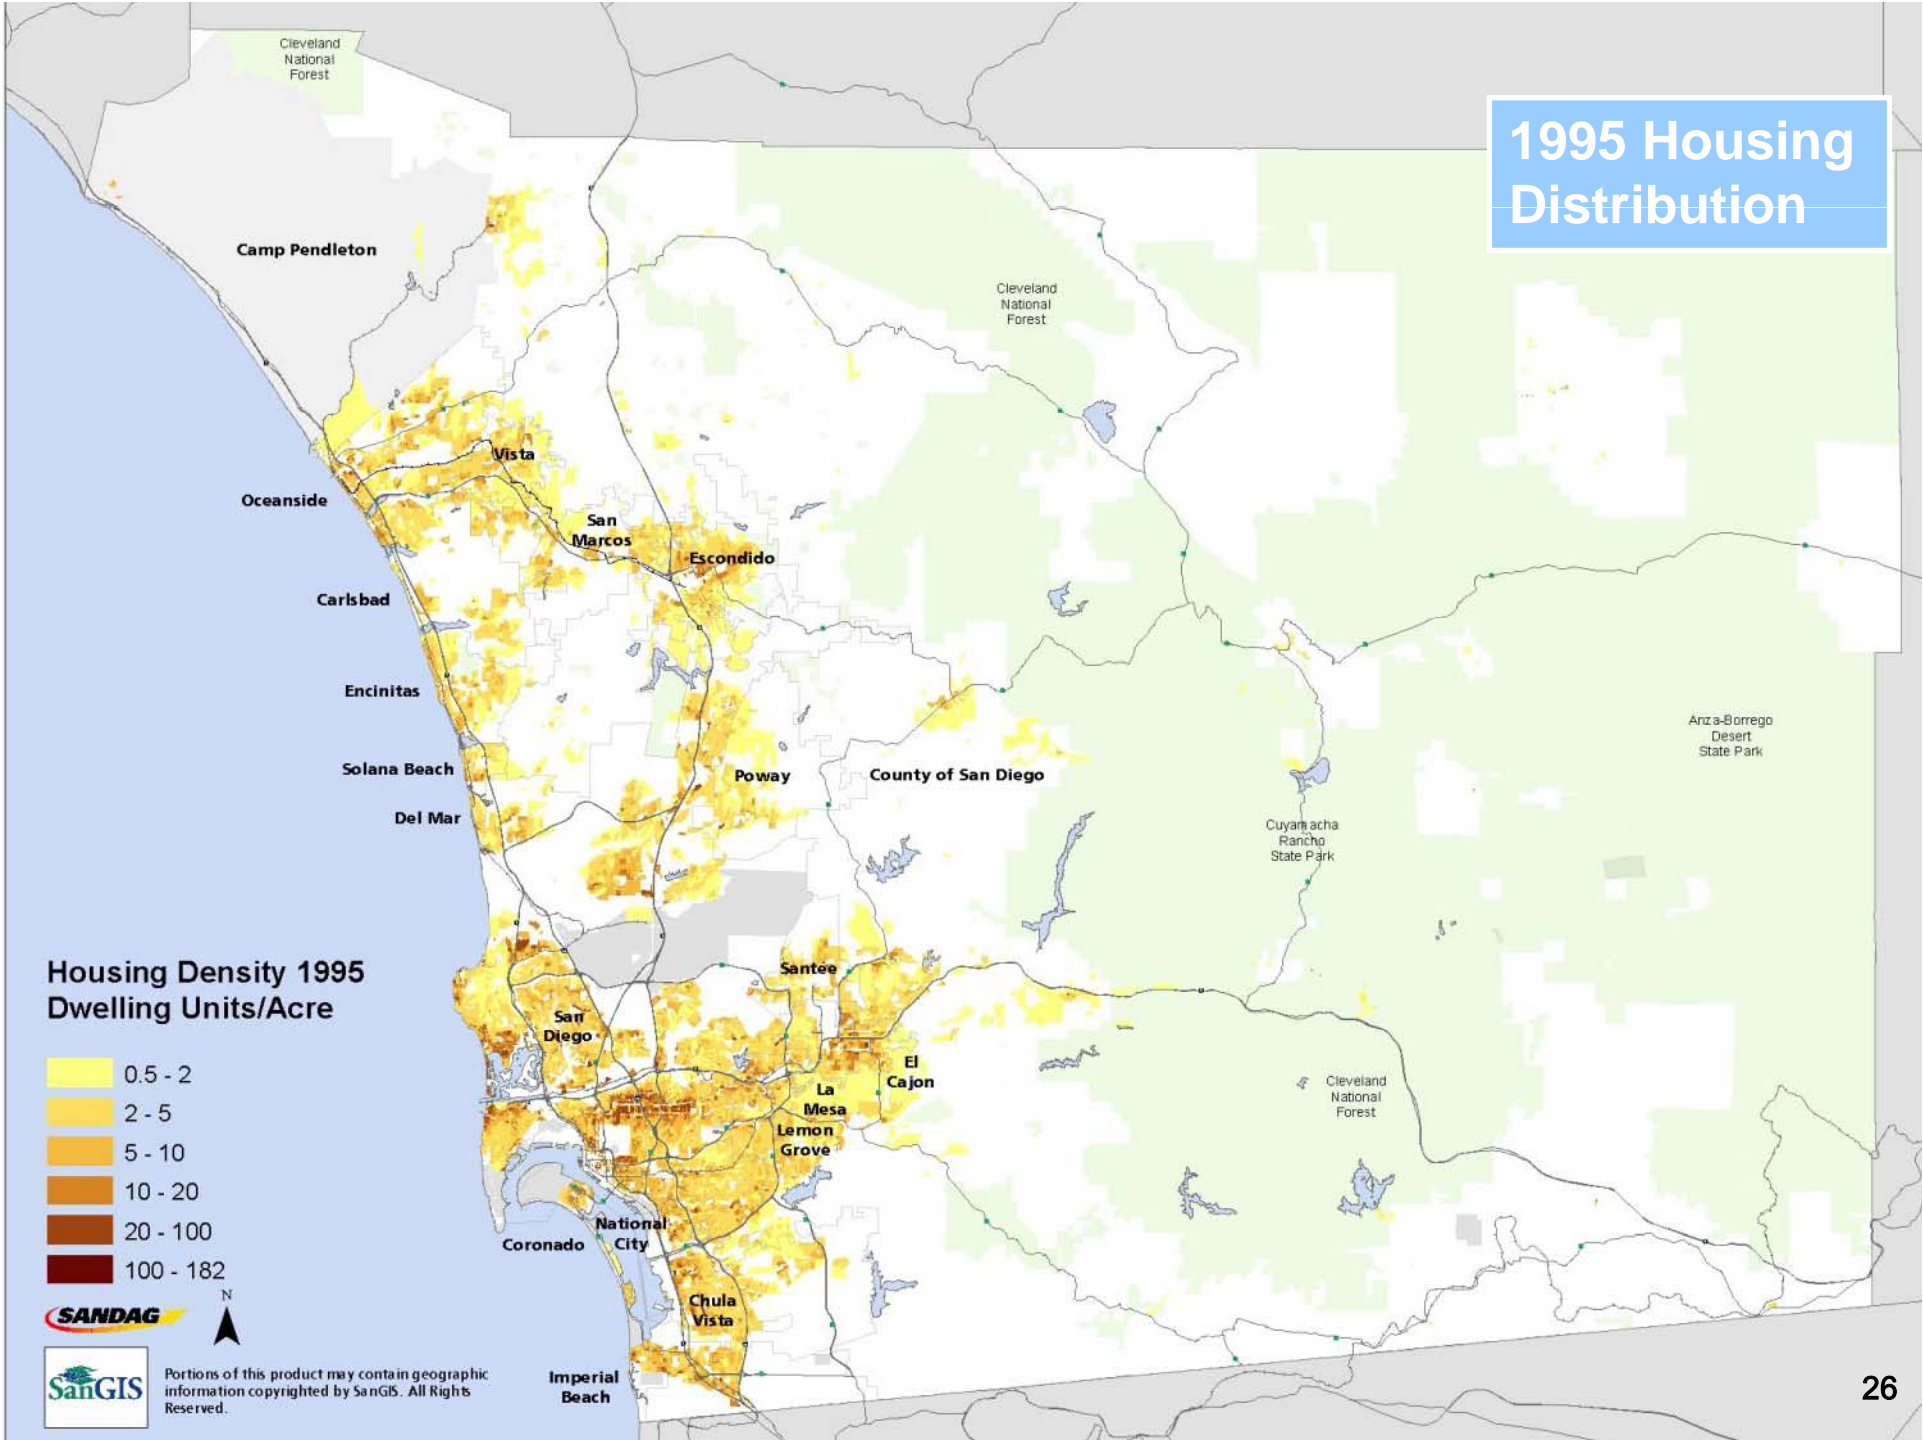 1995 Housing
Distribution
Cleveland
National
Forest
Camp Pendleton
Cleveland
National
Forest
Vista
Oceanside
San
Marcos
Escondido
Carlsbad
Encinitas
Solana Beach
Poway
County of San Diego
Del Mar
Anza-Borrego
Desert
State Park
Cuyamacha
Rancho
State Park
Santee
San
Diego
El
Cajon
La
Mesa
Lemon
Grove
Cleveland
National
Forest
National
City
Coronado
Chula
Vista
Imperial
Beach
Housing Density 1995
Dwelling Units/Acre
0.5 - 2
2 - 5
5 - 10
10 - 20
20 - 100
100 - 182
SANDAG
N
SanGIS
Portions of this product may contain geographic
information copyrighted by SanGIS. All Rights
Reserved.
26